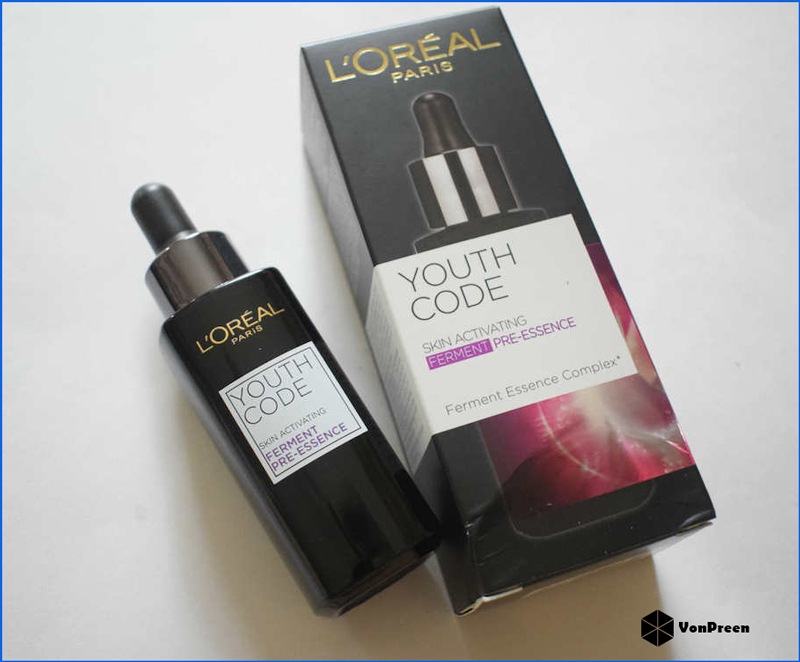 L'ORÉAL
PARIS
YOUTH
CODE
SKIN ACTIVATING
FERMENT PRE-ESSENCE
Ferment Essence Complex*
L'ORÉAL
PARIS
YOUTH
CODE
SKIN ACTIVATING
FERMENT
PRE-ESSENCE
VonPreen